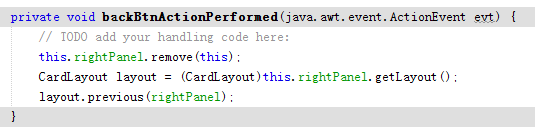 private void backBtnActionPerformed(java.awt.event.ActionEvent evt) {
// TODO add your handling code here:
this.rightPanel.remove(this);
CardLayout layout = (CardLayout)this.rightPanel.getLayout();
layout.previous(rightPanel);
}